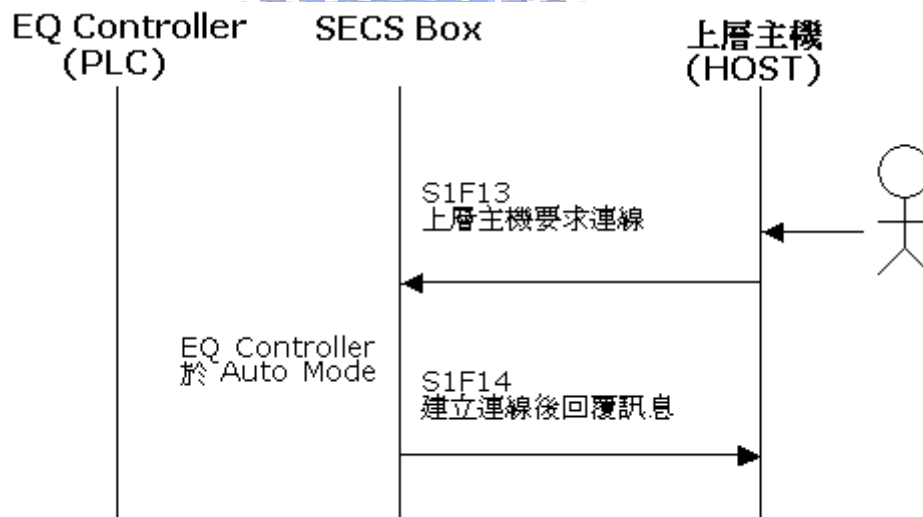 EQ Controller
(PLC)
SECS Box
上層主機
(HOST)
S1F13
上層主機要求連線
EQ Controller
於 Auto Mode
S1F14
建立連線後回覆訊息